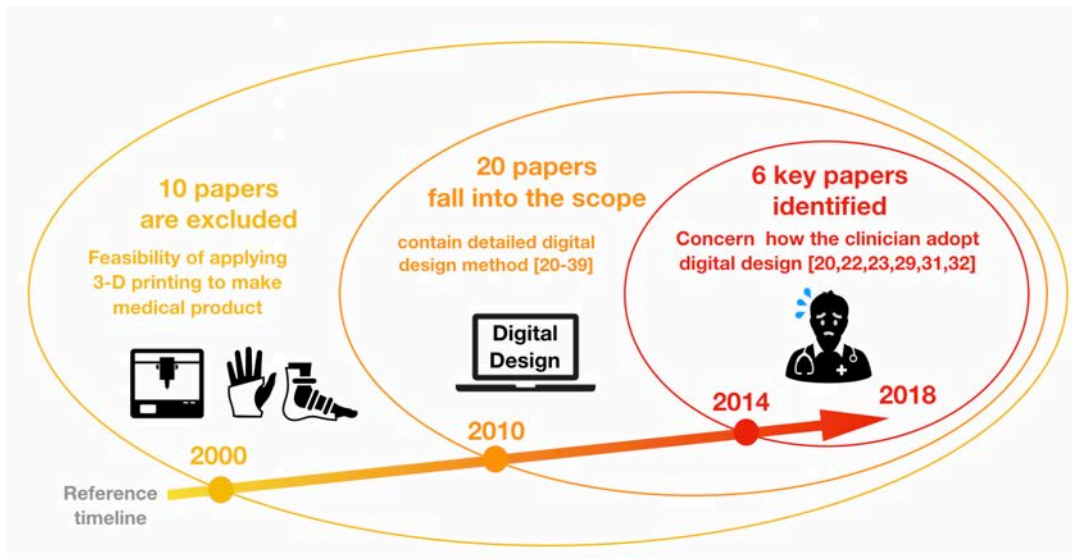 10 papers
are excluded
Feasibility of applying
3-D printing to make
medical product
20 papers
fall into the scope
contain detailed digital
design method [20-39]
Digital
Design
6 key papers
identified
Concern how the clinician adopt
digital design [20,22,23,29,31,32]
2000
2010
2014
2018
Reference
timeline